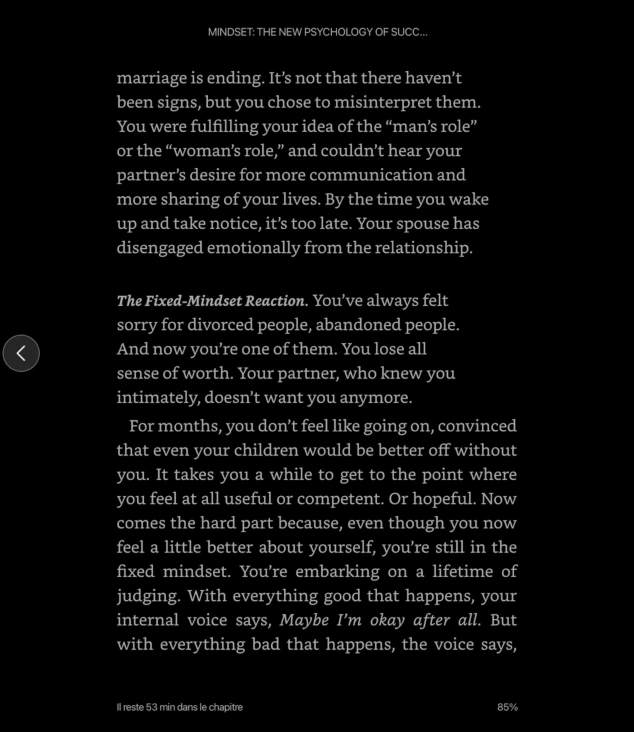 MINDSET: THE NEW PSYCHOLOGY OF SUCC...
marriage is ending. It’s not that there haven’t
been signs, but you chose to misinterpret them.
You were fulfilling your idea of the “man’s role”
or the “woman’s role,” and couldn’t hear your
partner’s desire for more communication and
more sharing of your lives. By the time you wake
up and take notice, it’s too late. Your spouse has
disengaged emotionally from the relationship.
The Fixed-Mindset Reaction. You’ve always felt
sorry for divorced people, abandoned people.
And now you’re one of them. You lose all
sense of worth. Your partner, who knew you
intimately, doesn’t want you anymore.
For months, you don’t feel like going on, convinced
that even your children would be better off without
you. It takes you a while to get to the point where
you feel at all useful or competent. Or hopeful. Now
comes the hard part because, even though you now
feel a little better about yourself, you’re still in the
fixed mindset. You’re embarking on a lifetime of
judging. With everything good that happens, your
internal voice says, Maybe I’m okay after all. But
with everything bad that happens, the voice says,
Il reste 53 min dans le chapitre
85%